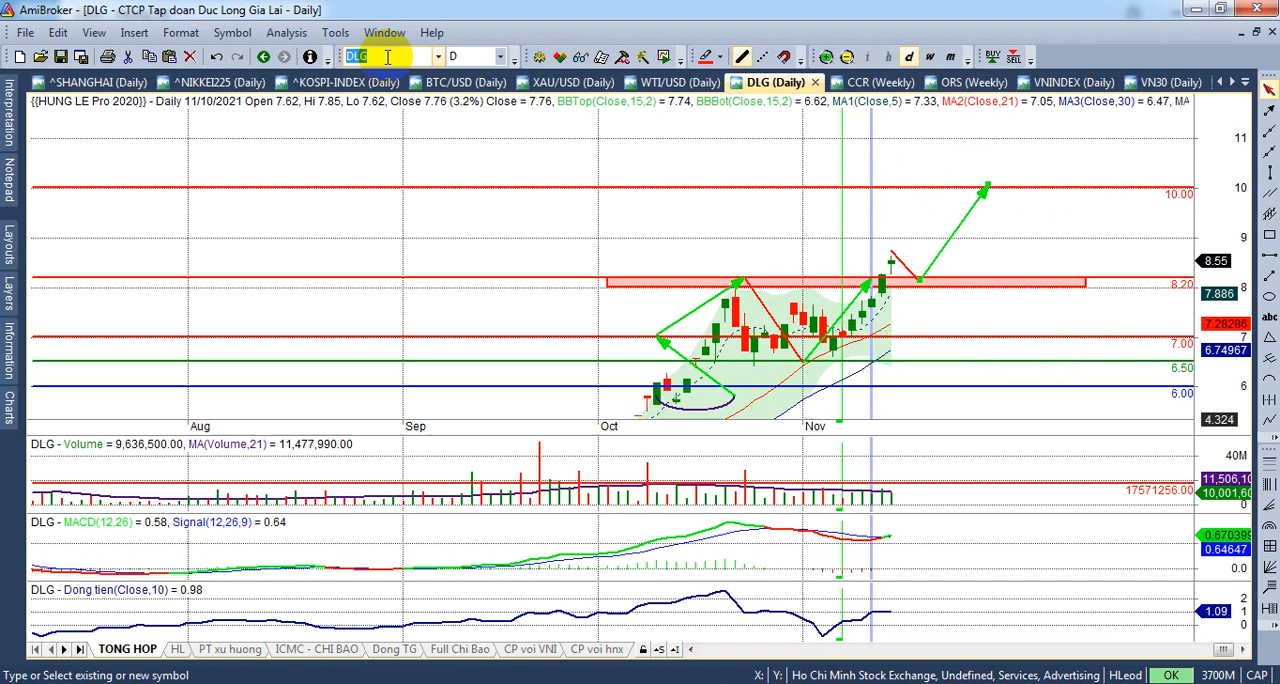 AmiBroker - [DLG - CTCP Tap doan Duc Long Gia Lai - Daily]
File Edit View Insert Format Symbol Analysis Tools Window Help
DLG D BUY SELL
^SHANGHAI (Daily) ^NIKKEI225 (Daily) ^KOSPI-INDEX (Daily) BTC/USD (Daily) XAU/USD (Daily) WTI/USD (Daily) DLG (Daily) CCR (Weekly) ORS (Weekly) VNINDEX (Daily) VN30 (Daily)
{{HUNG LE Pro 2020}} - Daily 11/10/2021 Open 7.62, Hi 7.85, Lo 7.62, Close 7.76 (3.2%) Close = 7.76, BBTop(Close,15,2) = 7.74, BBBot(Close,15,2) = 6.62, MA1(Close,5) = 7.33, MA2(Close,21) = 7.05, MA3(Close,30) = 6.47, MA
Interpretation
Notepad
Layouts
Layers
Information
Charts
abc
11
10
10.00
9
8.55
8.20
8
7.886
7.28286
7
7.00
6.74967
6.50
6
6.00
4.324
Aug Sep Oct Nov
DLG - Volume = 9,636,500.00, MA(Volume,21) = 11,477,990.00
40M
11,506,10
17571256.00
10,001,60
0
DLG - MACD(12,26) = 0.58, Signal(12,26,9) = 0.64
0.670399
0.64647
0.0
DLG - Dong tien(Close,10) = 0.98
2
1.09
1
0
TONG HOP HL PT xu huong ICMC - CHI BAO Dong TG Full Chi Bao CP voi VNI CP voi hnx
Type or Select existing or new symbol X: Y: Ho Chi Minh Stock Exchange, Undefined, Services, Advertising HLeod OK 3700M CAP